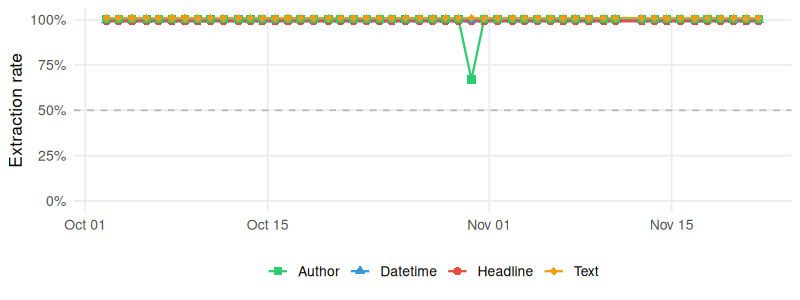 Extraction rate
100%
75%
50%
25%
0%
Oct 01 Oct 15 Nov 01 Nov 15
Author Datetime Headline Text